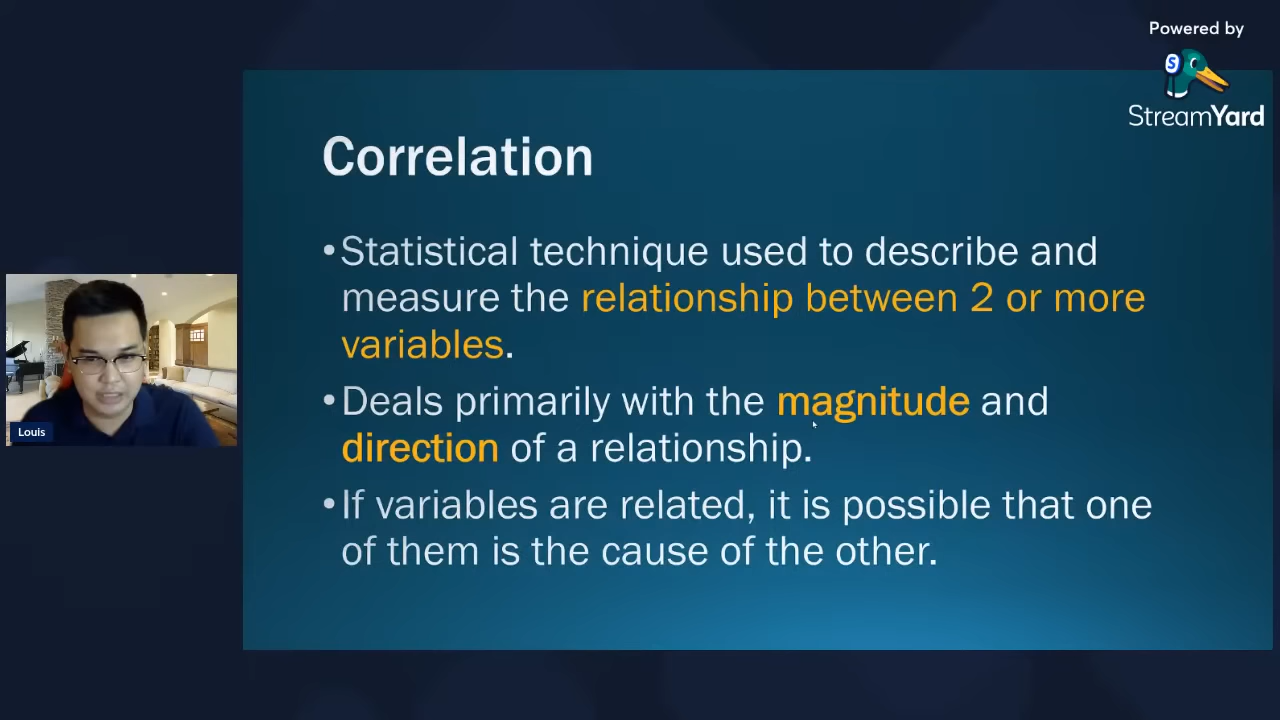 Powered by
S
StreamYard
Correlation
•Statistical technique used to describe and
measure the relationship between 2 or more
variables.
•Deals primarily with the magnitude and
direction of a relationship.
•If variables are related, it is possible that one
of them is the cause of the other.
Louis